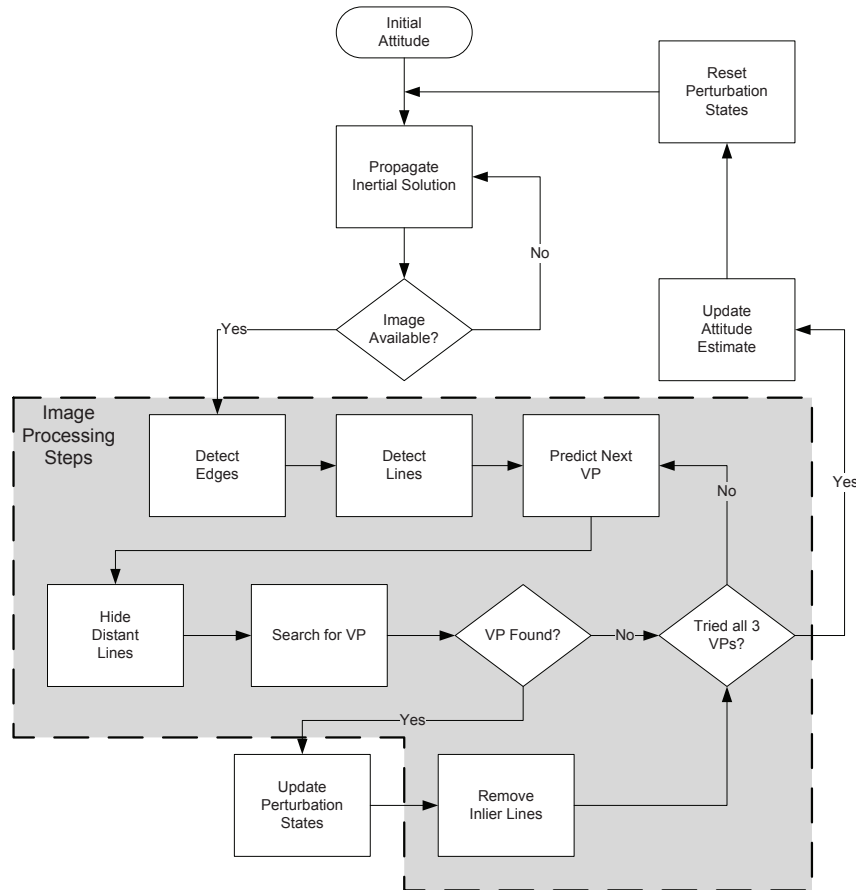 Initial
Attitude
Reset
Perturbation
States
Propagate
Inertial Solution
No
Image
Available?
Yes
Update
Attitude
Estimate
Image
Processing
Steps
Detect
Edges
Detect
Lines
Predict Next
VP
No
Yes
Hide
Distant
Lines
Search for VP
VP Found?
No
Tried all 3
VPs?
Yes
Update
Perturbation
States
Remove
Inlier Lines